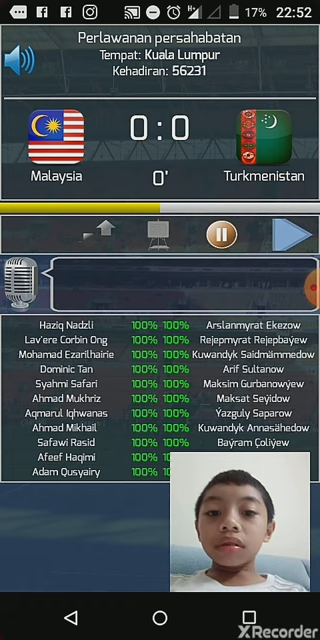 17% 22:52
Perlawanan persahabatan
Tempat: Kuala Lumpur
Kehadiran: 56231
0 : 0
Malaysia 0' Turkmenistan
Haziq Nadzli 100% 100% Arslanmyrat Ekezow
Lav'ere Corbin Ong 100% 100% Rejepmyrat Rejepbaýew
Mohamad Ezarilhairie 100% 100% Kuwandyk Saidmämmedow
Dominic Tan 100% 100% Arif Sultanow
Syahmi Safari 100% 100% Maksim Gurbanowýew
Ahmad Mukhriz 100% 100% Maksat Seýidow
Aqmarul Iqhwanas 100% 100% Ýazguly Saparow
Ahmad Mikhail 100% 100% Kuwandyk Annasähedow
Safawi Rasid 100% 100% Baýram Çoliýew
Afeef Haqimi 100%
Adam Qusyairy 100%
XRecorder